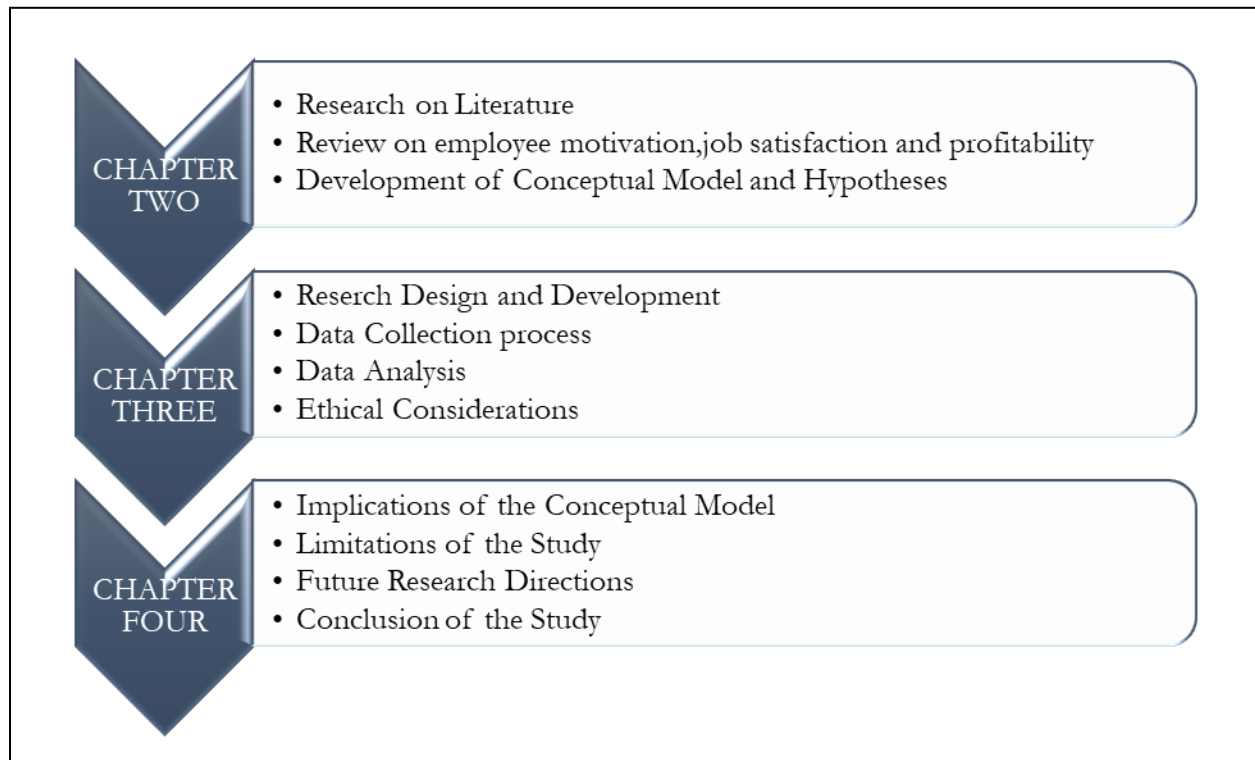 CHAPTER
TWO
• Research on Literature
• Review on employee motivation,job satisfaction and profitability
• Development of Conceptual Model and Hypotheses
CHAPTER
THREE
• Reserch Design and Development
• Data Collection process
• Data Analysis
• Ethical Considerations
CHAPTER
FOUR
• Implications of the Conceptual Model
• Limitations of the Study
• Future Research Directions
• Conclusion of the Study